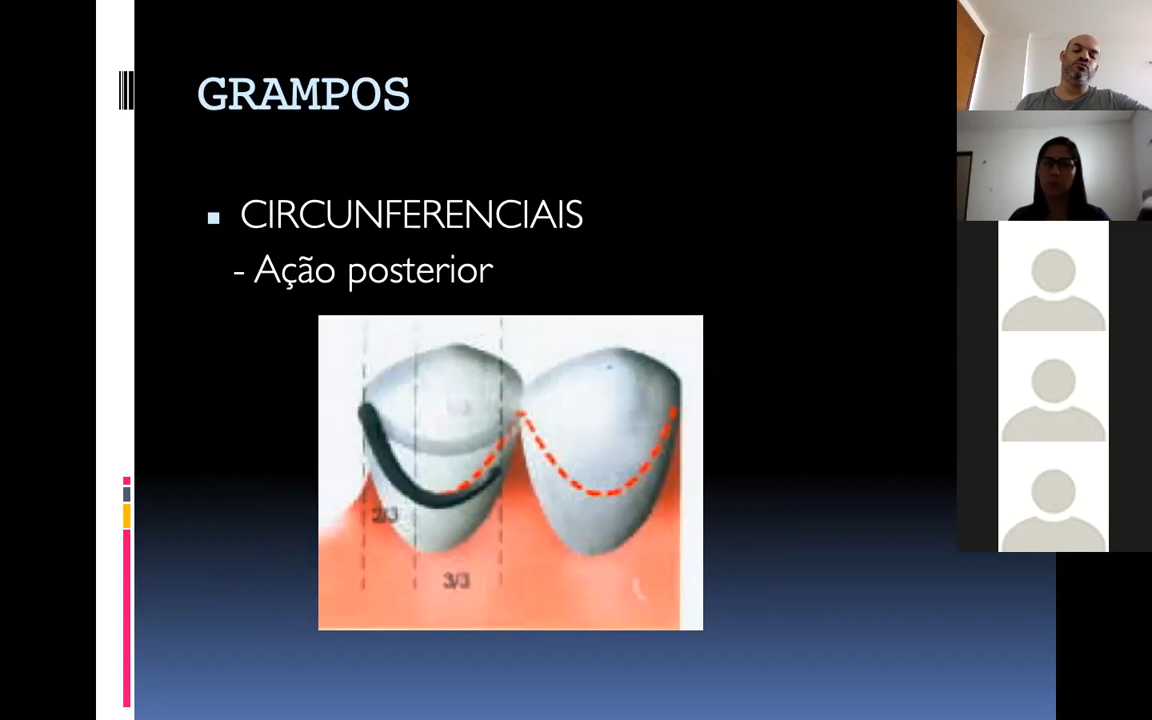 GRAMPOS
CIRCUNFERENCIAIS
- Ação posterior
2/3
3/3